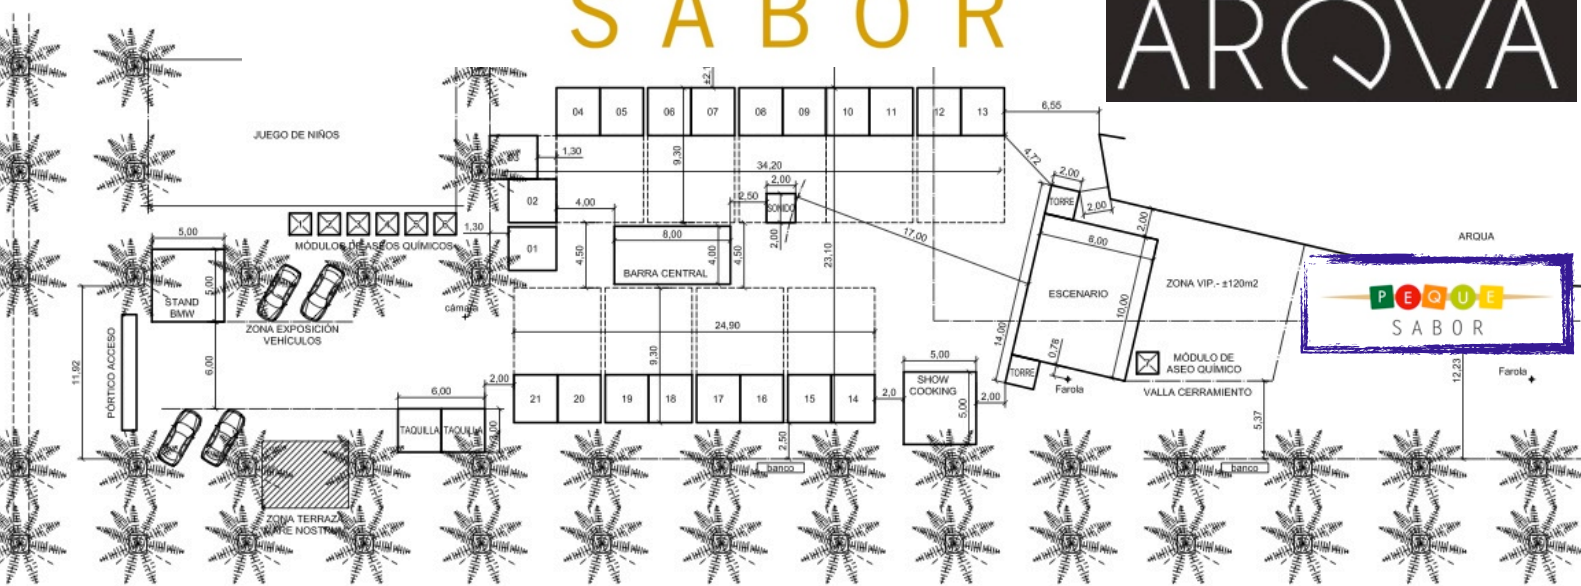 SABOR
ARQVA
±2,1
04 05 06 07 08 09 10 11 12 13
6,55
JUEGO DE NIÑOS
03
1,30
9,30
34,20
4,72
2,00
2,00
SONIDO
2,50
TORRE
2,00
02
4,00
2,00
5,00
1,30
MÓDULOS DE ASEOS QUÍMICOS
8,00
17,00
8,00
ARQUA
01
4,50
4,00
4,50
2,00
23,10
BARRA CENTRAL
5,00
STAND
BMW
ZONA VIP.- ±120m2
ESCENARIO
10,00
PEQUE
SABOR
cámara
ZONA EXPOSICIÓN
VEHÍCULOS
24,90
14,00
PÓRTICO ACCESO
11,92
6,00
9,30
5,00
0,78
MÓDULO DE
ASEO QUÍMICO
12,23
TORRE
SHOW
COOKING
Farola
Farola
VALLA CERRAMIENTO
6,00
2,00
21 20 19 18 17 16 15 14
2,0
5,00
2,00
5,37
TAQUILLA TAQUILLA
3,00
2,50
banco
banco
ZONA TERRAZA
MARE NOSTRUM